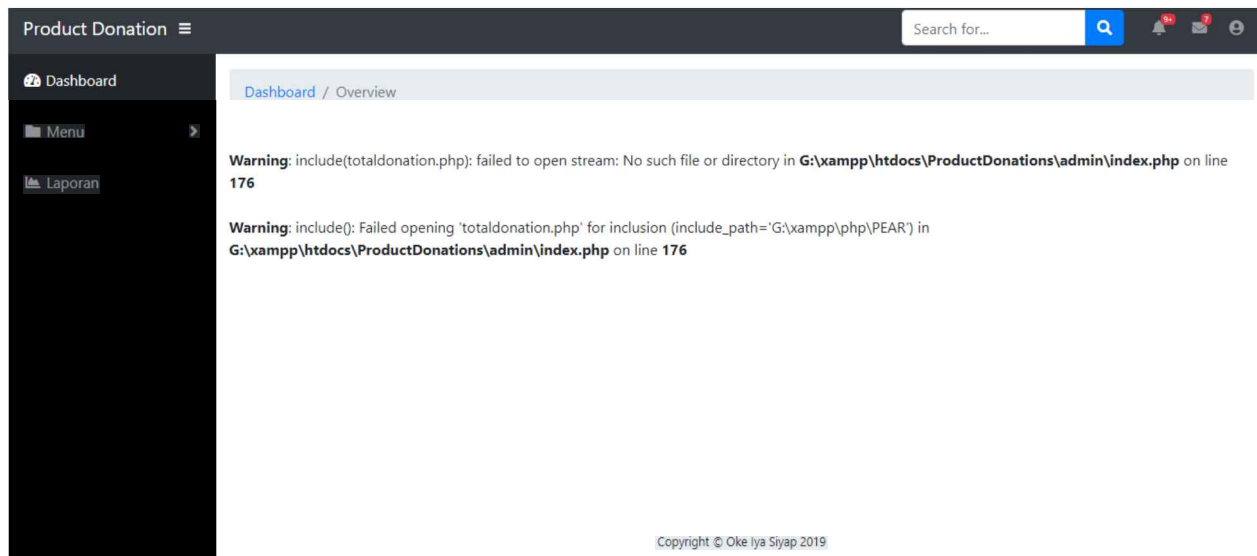 Product Donation
Search for...
9+
7
Dashboard
Dashboard / Overview
Menu
Laporan
Warning: include(totaldonation.php): failed to open stream: No such file or directory in G:\xampp\htdocs\ProductDonations\admin\index.php on line
176
Warning: include(): Failed opening 'totaldonation.php' for inclusion (include_path='G:\xampp\php\PEAR') in
G:\xampp\htdocs\ProductDonations\admin\index.php on line 176
Copyright © Oke Iya Siyap 2019